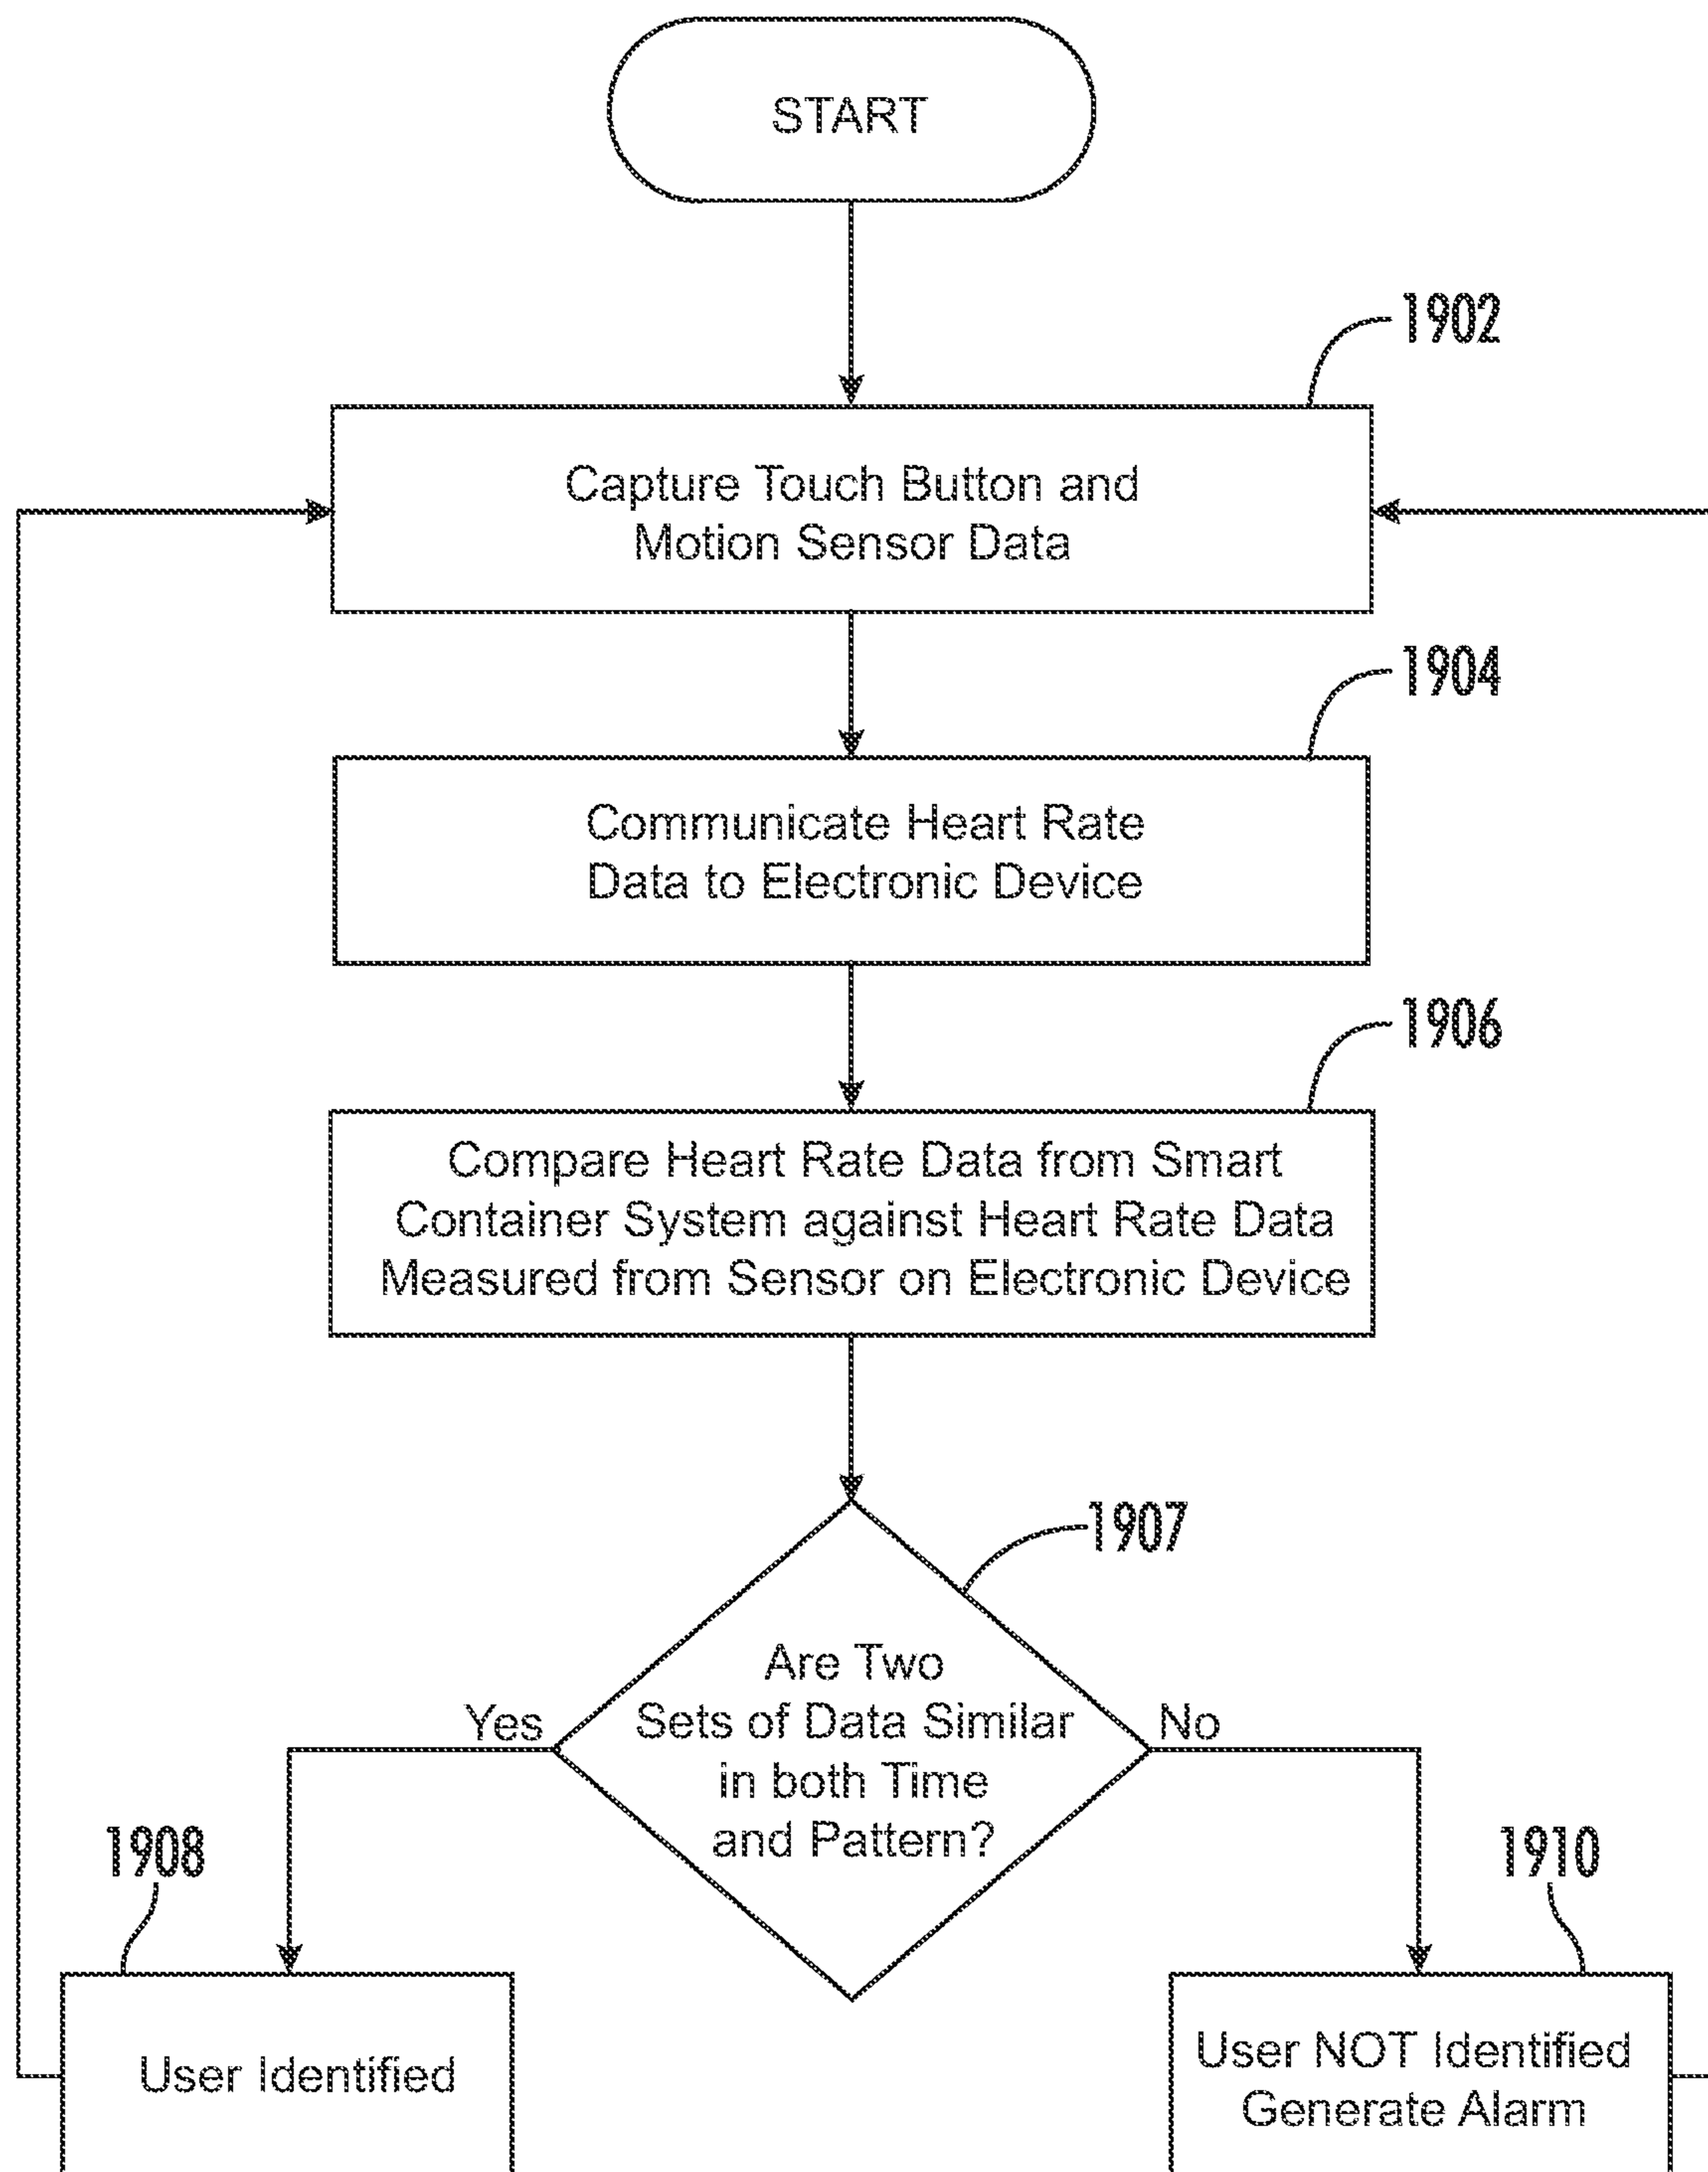 START
1902
Capture Touch Button and
Motion Sensor Data
1904
Communicate Heart Rate
Data to Electronic Device
1906
Compare Heart Rate Data from Smart
Container System against Heart Rate Data
Measured from Sensor on Electronic Device
1907
Are Two
Sets of Data Similar
in both Time
and Pattern?
Yes
No
1908
1910
User Identified
User NOT Identified
Generate Alarm